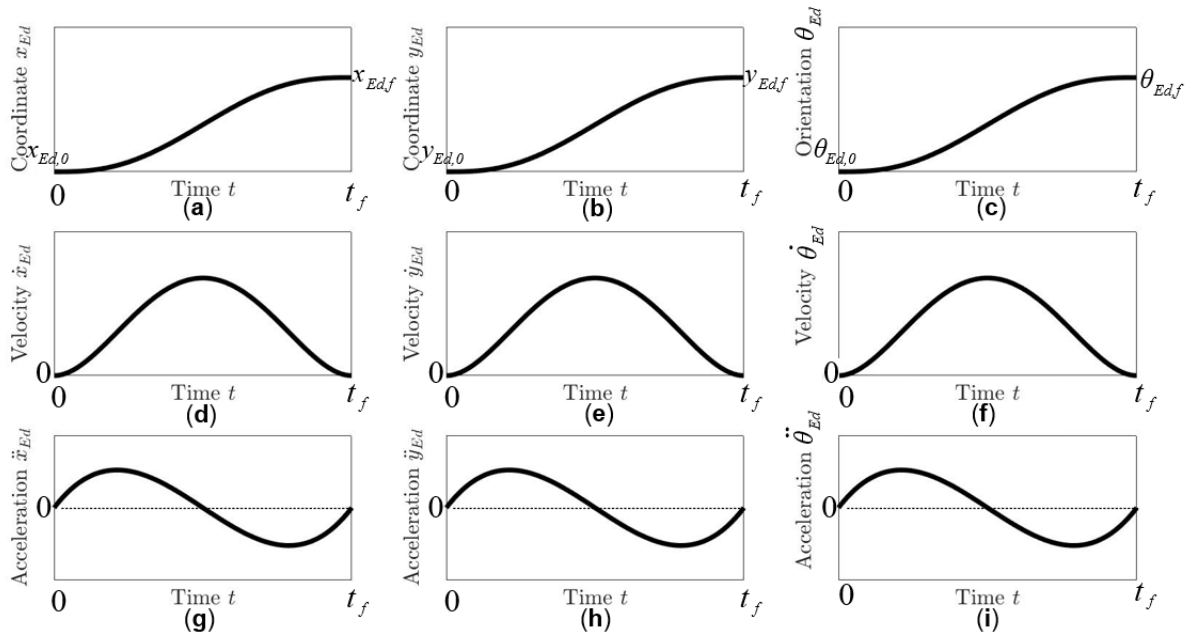 Coordinate x_Ed
x_Ed,0
x_Ed,f
0
Time t
t_f
(a)
Coordinate y_Ed
y_Ed,0
y_Ed,f
0
Time t
t_f
(b)
Orientation θ_Ed
θ_Ed,0
θ_Ed,f
0
Time t
t_f
(c)
Velocity ẋ_Ed
0
0
Time t
t_f
(d)
Velocity ẏ_Ed
0
0
Time t
t_f
(e)
Velocity θ̇_Ed
0
0
Time t
t_f
(f)
Acceleration ẍ_Ed
0
0
Time t
t_f
(g)
Acceleration ÿ_Ed
0
0
Time t
t_f
(h)
Acceleration θ̈_Ed
0
0
Time t
t_f
(i)